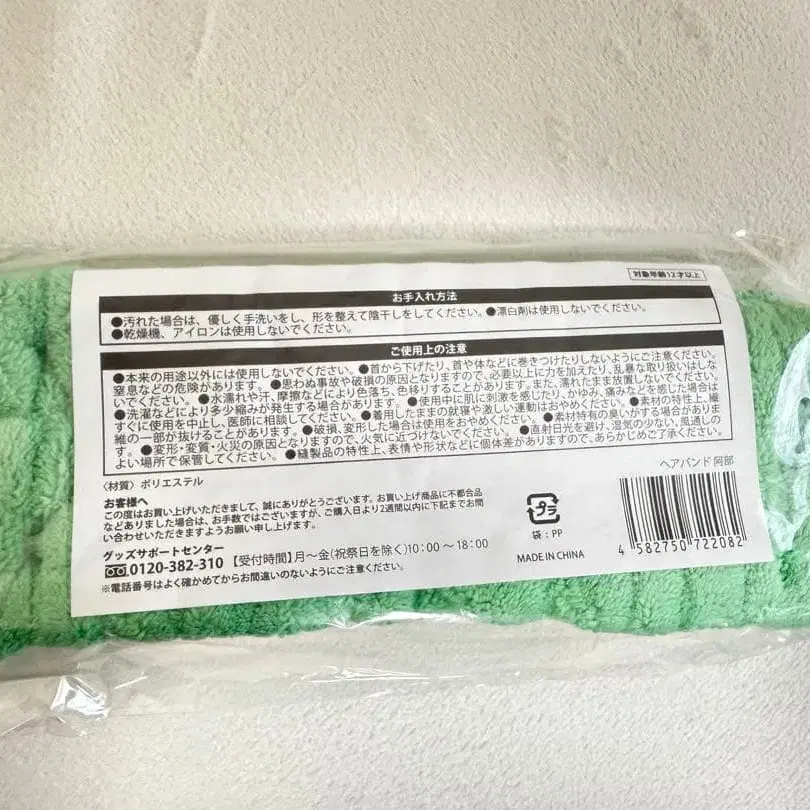 対象年齢12才以上
お手入れ方法
●汚れた場合は、優しく手洗いをし、形を整えて陰干しをしてください。●漂白剤は使用しないでください。
●乾燥機、アイロンは使用しないでください。
ご使用上の注意
●本来の用途以外には使用しないでください。●首から下げたり、首や体などに巻きつけたりしないようにご注意ください。
窒息などの危険があります。●思わぬ事故や破損の原因となりますので、必要以上に力を加えたり、乱暴な取り扱いはしな
いでください。●水濡れや汗、摩擦などにより色落ち、色移りすることがあります。また、濡れたまま放置しないでください。
●洗濯などにより多少縮みが発生する場合があります。●使用中に肌に刺激を感じたり、かゆみ、痛みなどを感じた場合は
すぐに使用を中止し、医師に相談してください。●着用したままの就寝や激しい運動はおやめください。●素材の特性上、繊
維の一部が抜けることがあります。●破損、変形した場合は使用をおやめください。●素材特有の臭いがする場合がありま
す。●変形・変質・火災の原因となりますので、火気に近づけないでください。●直射日光を避け、湿気の少ない、風通しの
よい場所で保管してください。●縫製品の特性上、表情や形状などに個体差がありますので、あらかじめご了承ください。
〈材質〉ポリエステル
お客様へ
この度はお買い上げいただきまして、誠にありがとうございます。お買い上げ商品に不都合品
などありました場合は、お手数ではございますが、ご購入日より2週間以内に下記までお問
い合わせいただきますようお願い申し上げます。
グッズサポートセンター
0120-382-310 【受付時間】月～金(祝祭日を除く)10:00～18:00
※電話番号はよく確かめてからお間違いのないようにご注意ください。
プラ
袋：PP
MADE IN CHINA
ヘアバンド 阿部
4 582750 722082